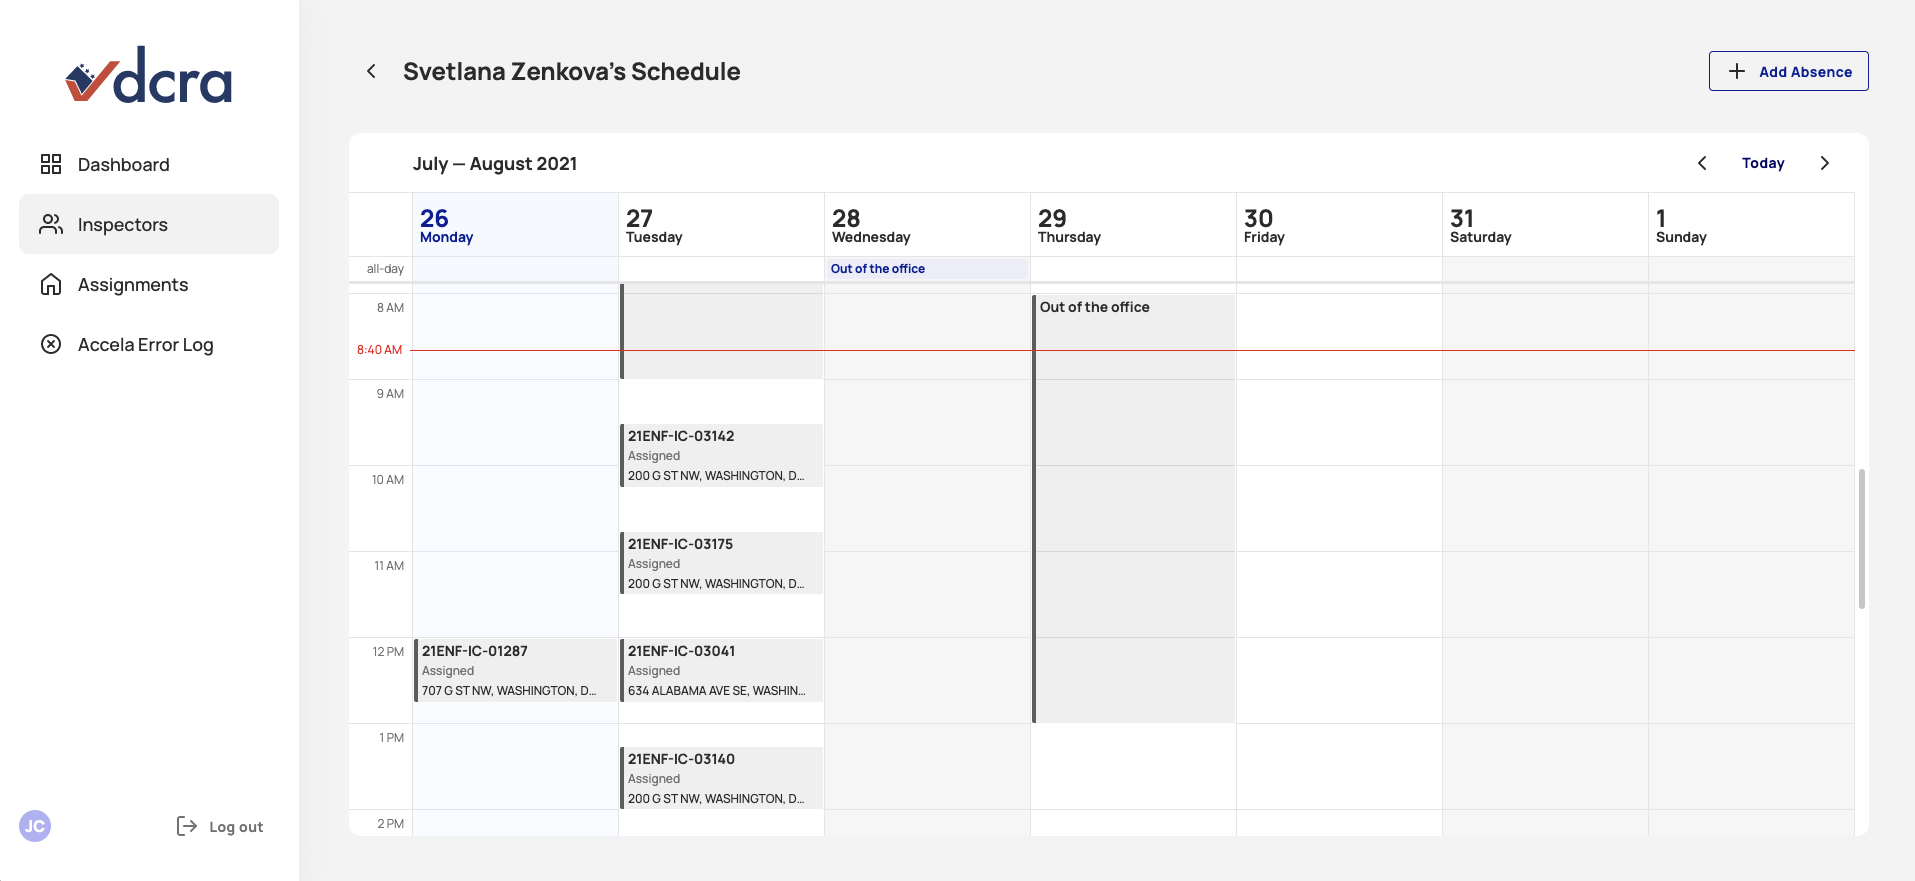 dcra
Dashboard
Inspectors
Assignments
Accela Error Log
JC
Log out
Svetlana Zenkova's Schedule
Add Absence
July — August 2021
Today
26
Monday
27
Tuesday
28
Wednesday
29
Thursday
30
Friday
31
Saturday
1
Sunday
all-day
Out of the office
8 AM
Out of the office
8:40 AM
9 AM
21ENF-IC-03142
Assigned
200 G ST NW, WASHINGTON, D...
10 AM
21ENF-IC-03175
Assigned
200 G ST NW, WASHINGTON, D...
11 AM
12 PM
21ENF-IC-01287
Assigned
707 G ST NW, WASHINGTON, D...
21ENF-IC-03041
Assigned
634 ALABAMA AVE SE, WASHIN...
1 PM
21ENF-IC-03140
Assigned
200 G ST NW, WASHINGTON, D...
2 PM